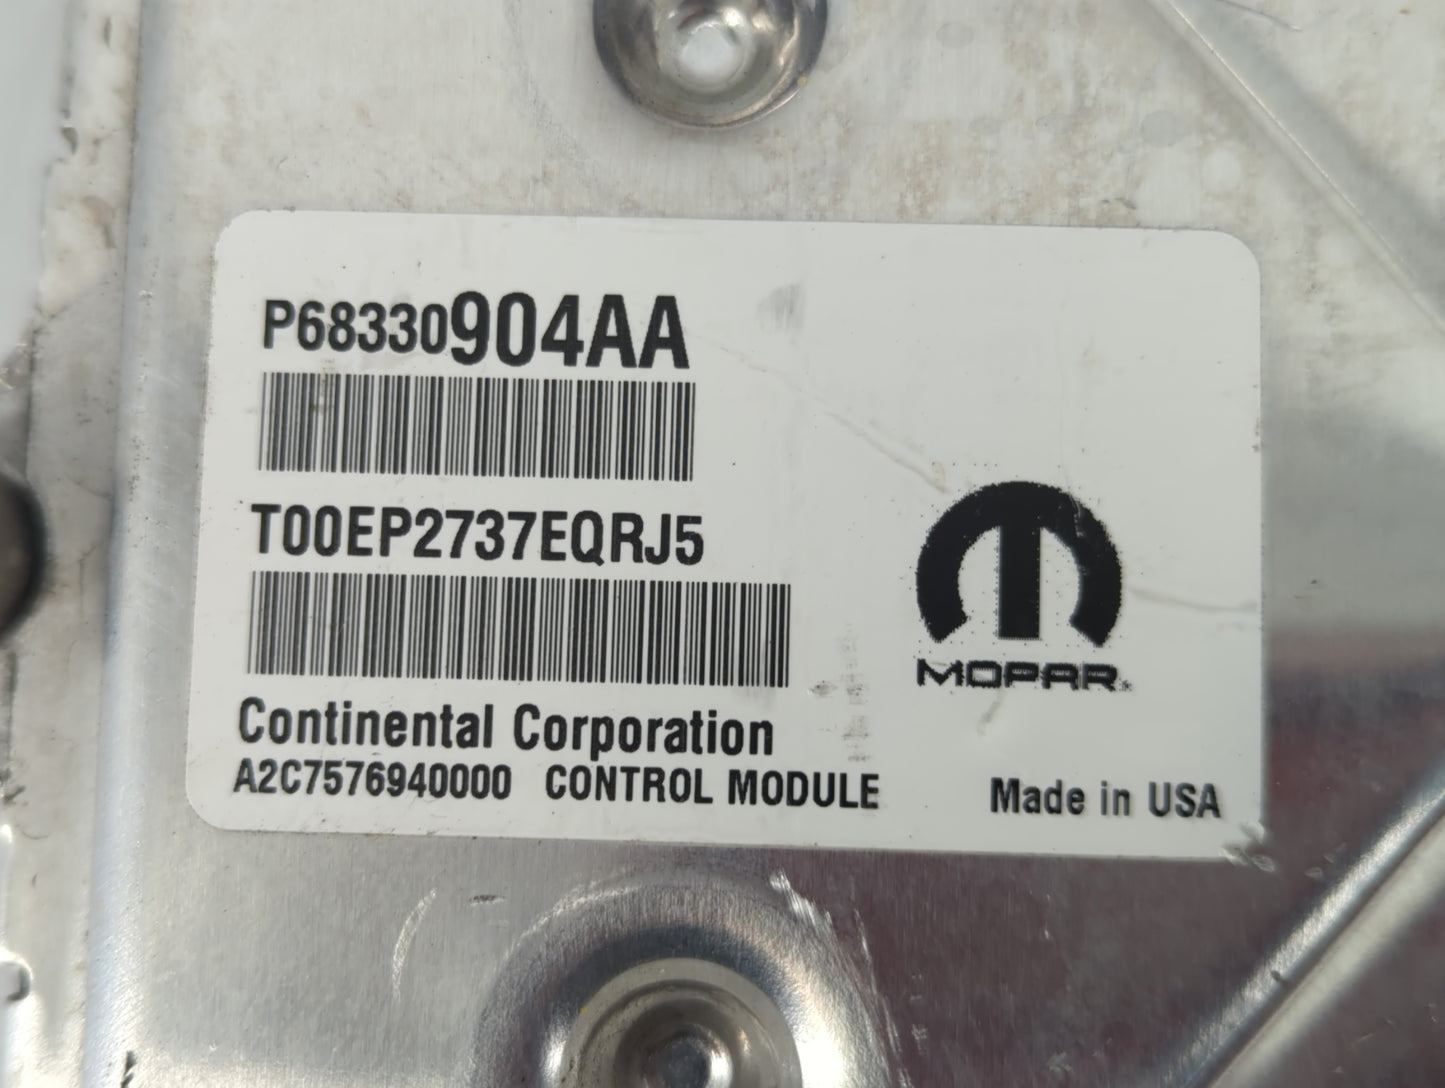 P68330904AA
T00EP2737EQRJ5
MOPAR
Continental Corporation
A2C7576940000 CONTROL MODULE
Made in USA